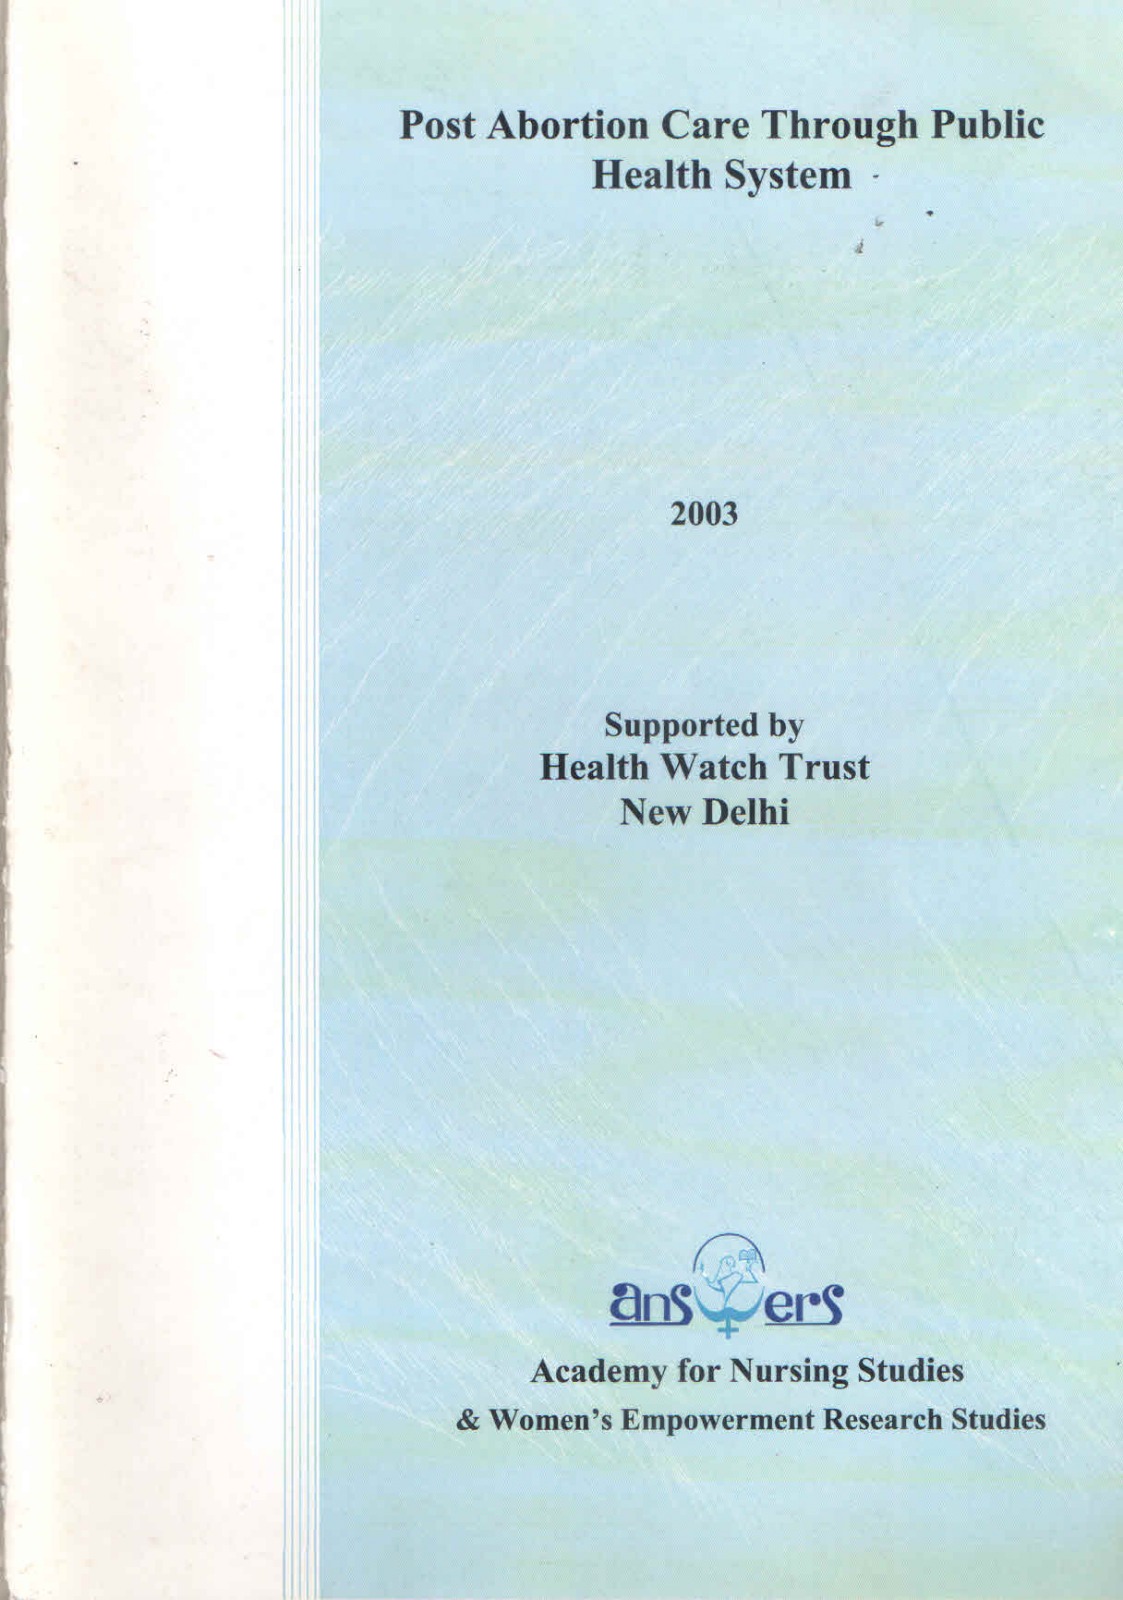 Post Abortion Care Through Public
Health System
2003
Supported by
Health Watch Trust
New Delhi
answers
Academy for Nursing Studies
& Women's Empowerment Research Studies